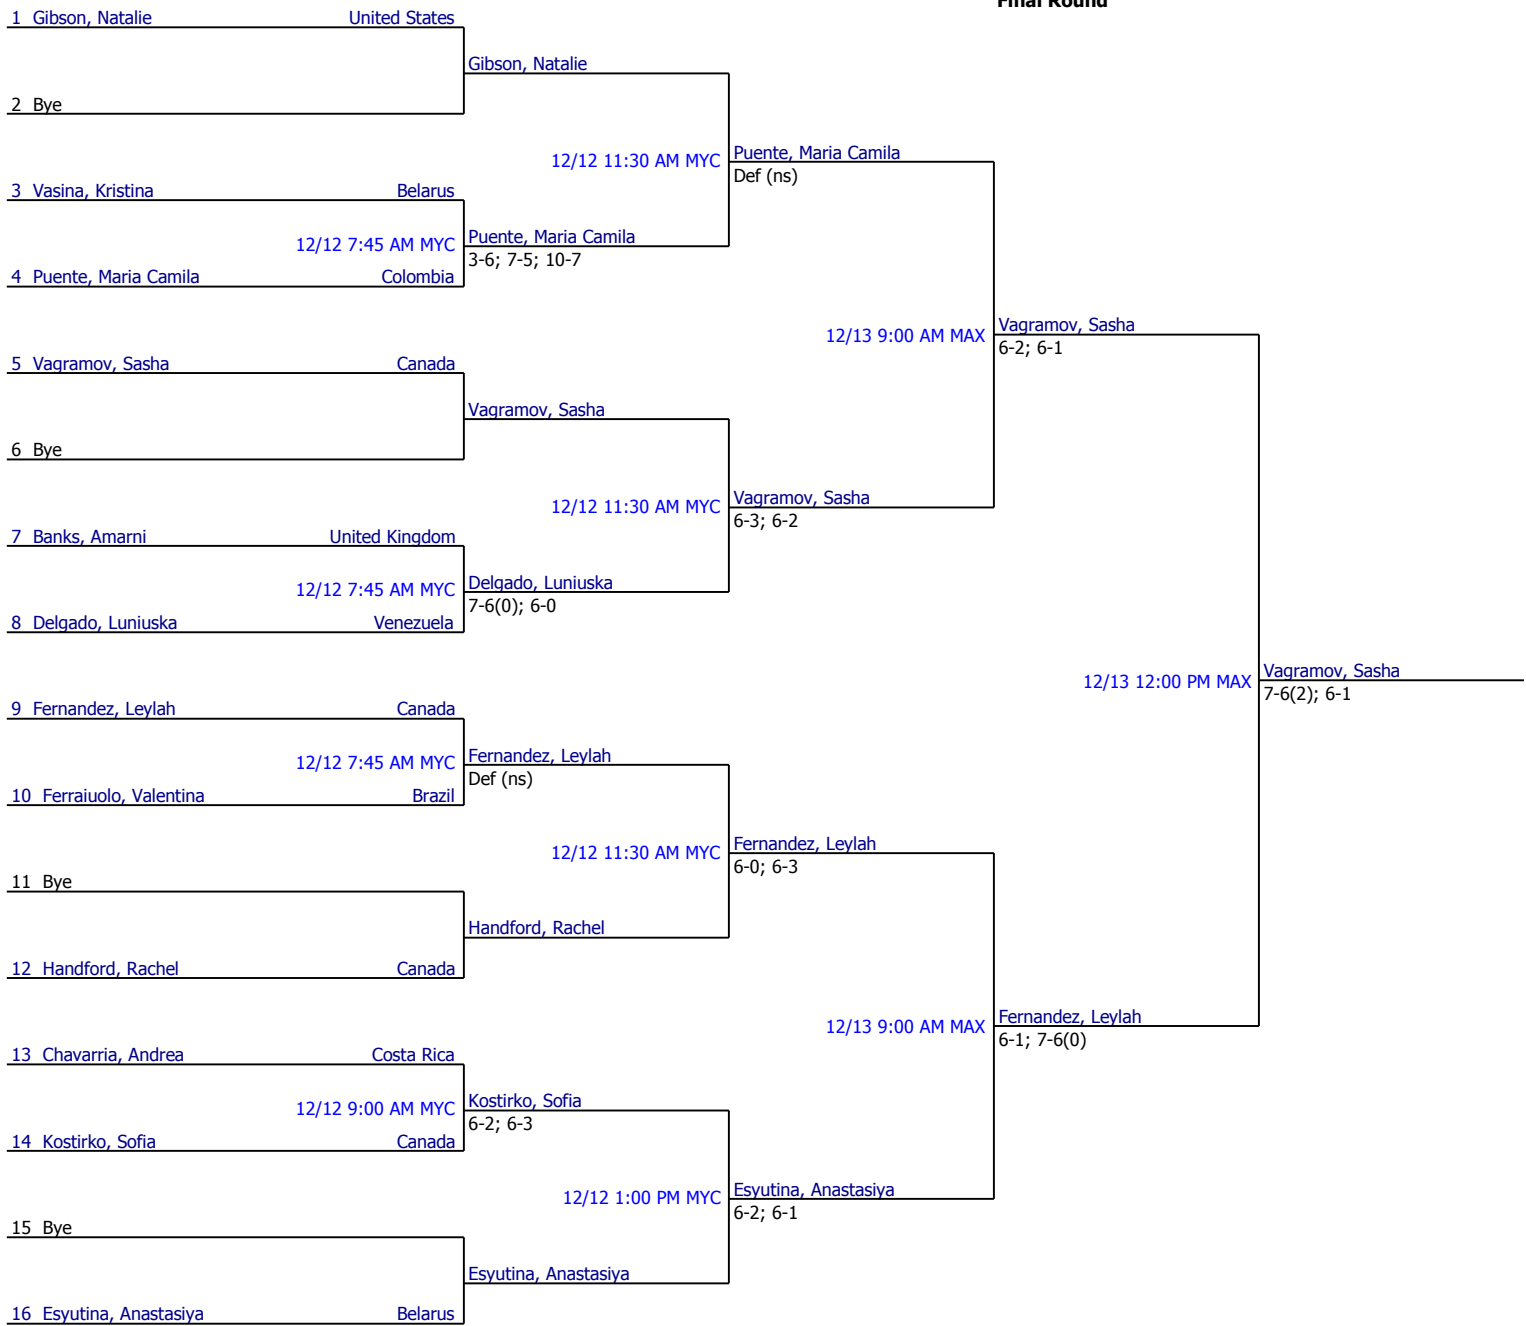 Final Round
1 Gibson, Natalie United States
Gibson, Natalie
2 Bye
12/12 11:30 AM MYC Puente, Maria Camila
Def (ns)
3 Vasina, Kristina Belarus
12/12 7:45 AM MYC Puente, Maria Camila
3-6; 7-5; 10-7
4 Puente, Maria Camila Colombia
12/13 9:00 AM MAX Vagramov, Sasha
6-2; 6-1
5 Vagramov, Sasha Canada
Vagramov, Sasha
6 Bye
12/12 11:30 AM MYC Vagramov, Sasha
6-3; 6-2
7 Banks, Amarni United Kingdom
12/12 7:45 AM MYC Delgado, Luniuska
7-6(0); 6-0
8 Delgado, Luniuska Venezuela
12/13 12:00 PM MAX Vagramov, Sasha
7-6(2); 6-1
9 Fernandez, Leylah Canada
12/12 7:45 AM MYC Fernandez, Leylah
Def (ns)
10 Ferraiuolo, Valentina Brazil
12/12 11:30 AM MYC Fernandez, Leylah
6-0; 6-3
11 Bye
Handford, Rachel
12 Handford, Rachel Canada
12/13 9:00 AM MAX Fernandez, Leylah
6-1; 7-6(0)
13 Chavarria, Andrea Costa Rica
12/12 9:00 AM MYC Kostirko, Sofia
6-2; 6-3
14 Kostirko, Sofia Canada
12/12 1:00 PM MYC Esyutina, Anastasiya
6-2; 6-1
15 Bye
Esyutina, Anastasiya
16 Esyutina, Anastasiya Belarus